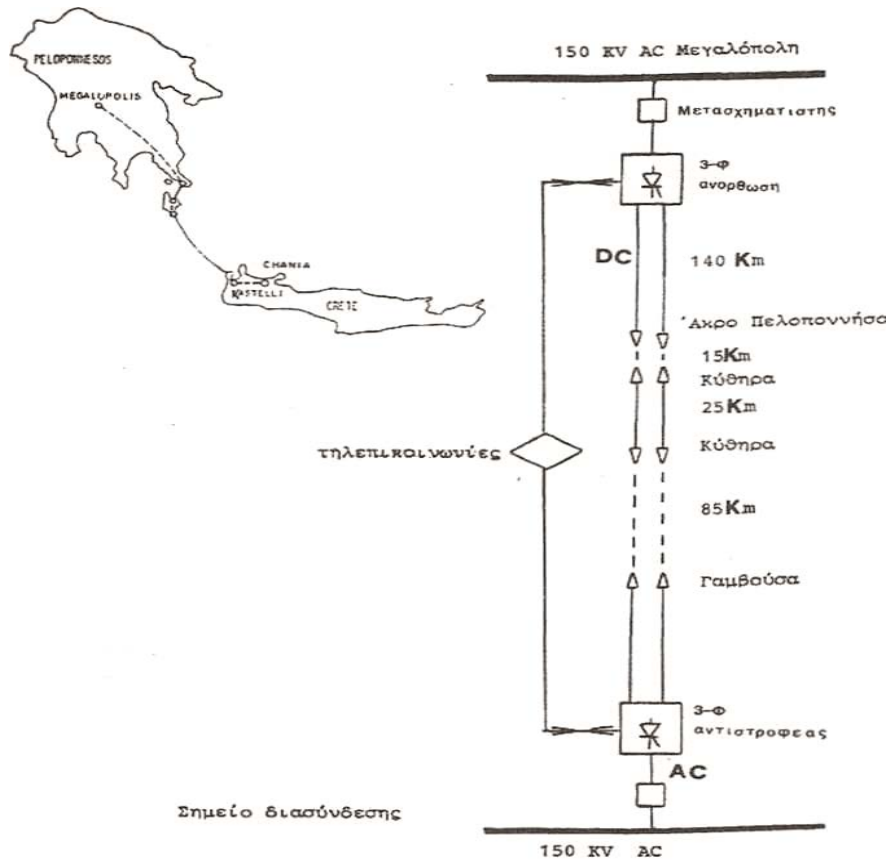 PELOPONNESOS
MEGALOPOLIS
CHANIA
KASTELLI
CRETE
150 KV AC Μεγαλόπολη
Μετασχηματιστης
3-Φ
ανορθωση
DC
140 Km
Άκρο Πελοποννήσο
15Km
Κύθηρα
25Km
τηλεπικοινωνίες
Κύθηρα
85Km
Γαμβούσα
3-Φ
αντιστροφεας
AC
Σημείο διασύνδεσης
150 KV AC